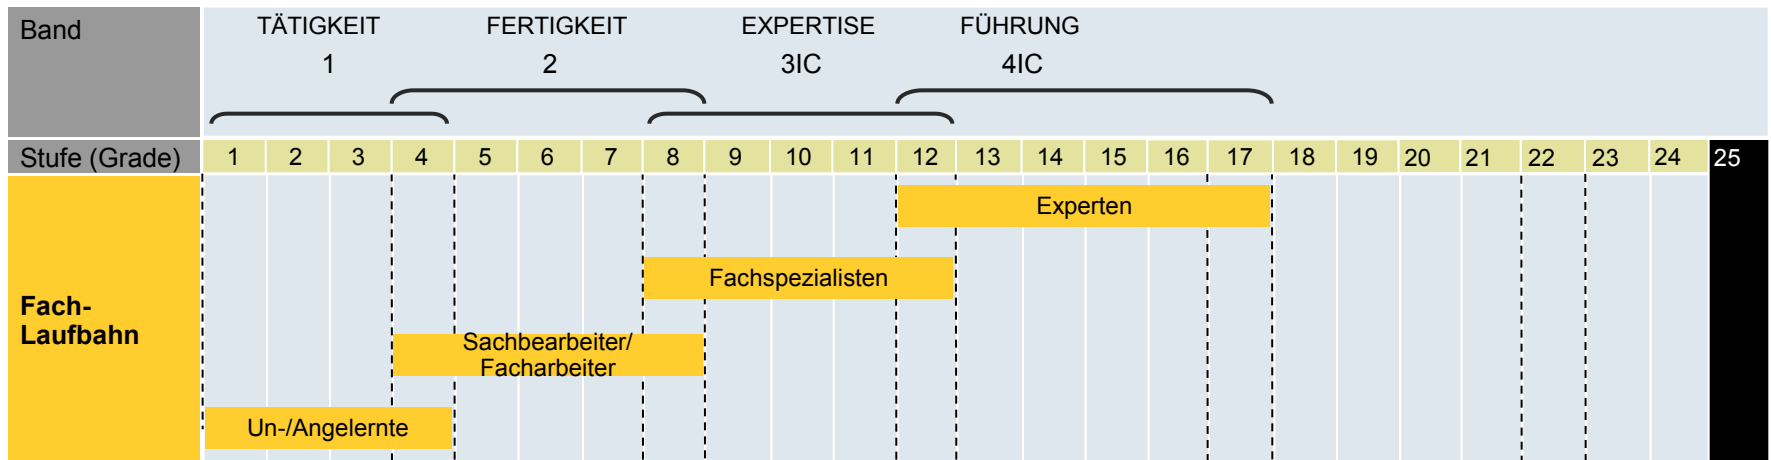 Band
TÄTIGKEIT FERTIGKEIT EXPERTISE FÜHRUNG
1 2 3IC 4IC
Stufe (Grade) 1 2 3 4 5 6 7 8 9 10 11 12 13 14 15 16 17 18 19 20 21 22 23 24 25
Experten
Fachspezialisten
Fach-
Laufbahn
Sachbearbeiter/
Facharbeiter
Un-/Angelernte